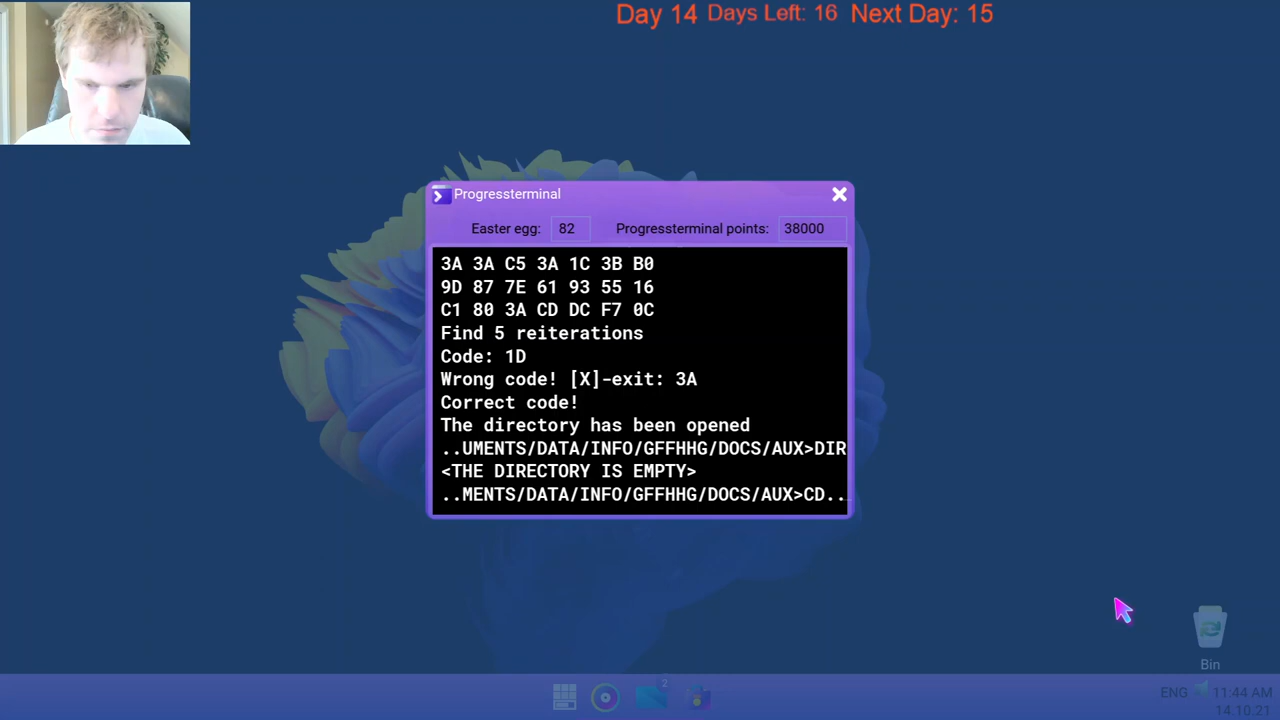 Day 14 Days Left: 16 Next Day: 15
Progressterminal
Easter egg: 82 Progressterminal points: 38000
3A 3A C5 3A 1C 3B B0
9D 87 7E 61 93 55 16
C1 80 3A CD DC F7 0C
Find 5 reiterations
Code: 1D
Wrong code! [X]-exit: 3A
Correct code!
The directory has been opened
..UMENTS/DATA/INFO/GFFHHG/DOCS/AUX>DIR
<THE DIRECTORY IS EMPTY>
..MENTS/DATA/INFO/GFFHHG/DOCS/AUX>CD..
Bin
2
ENG 11:44 AM
14.10.21